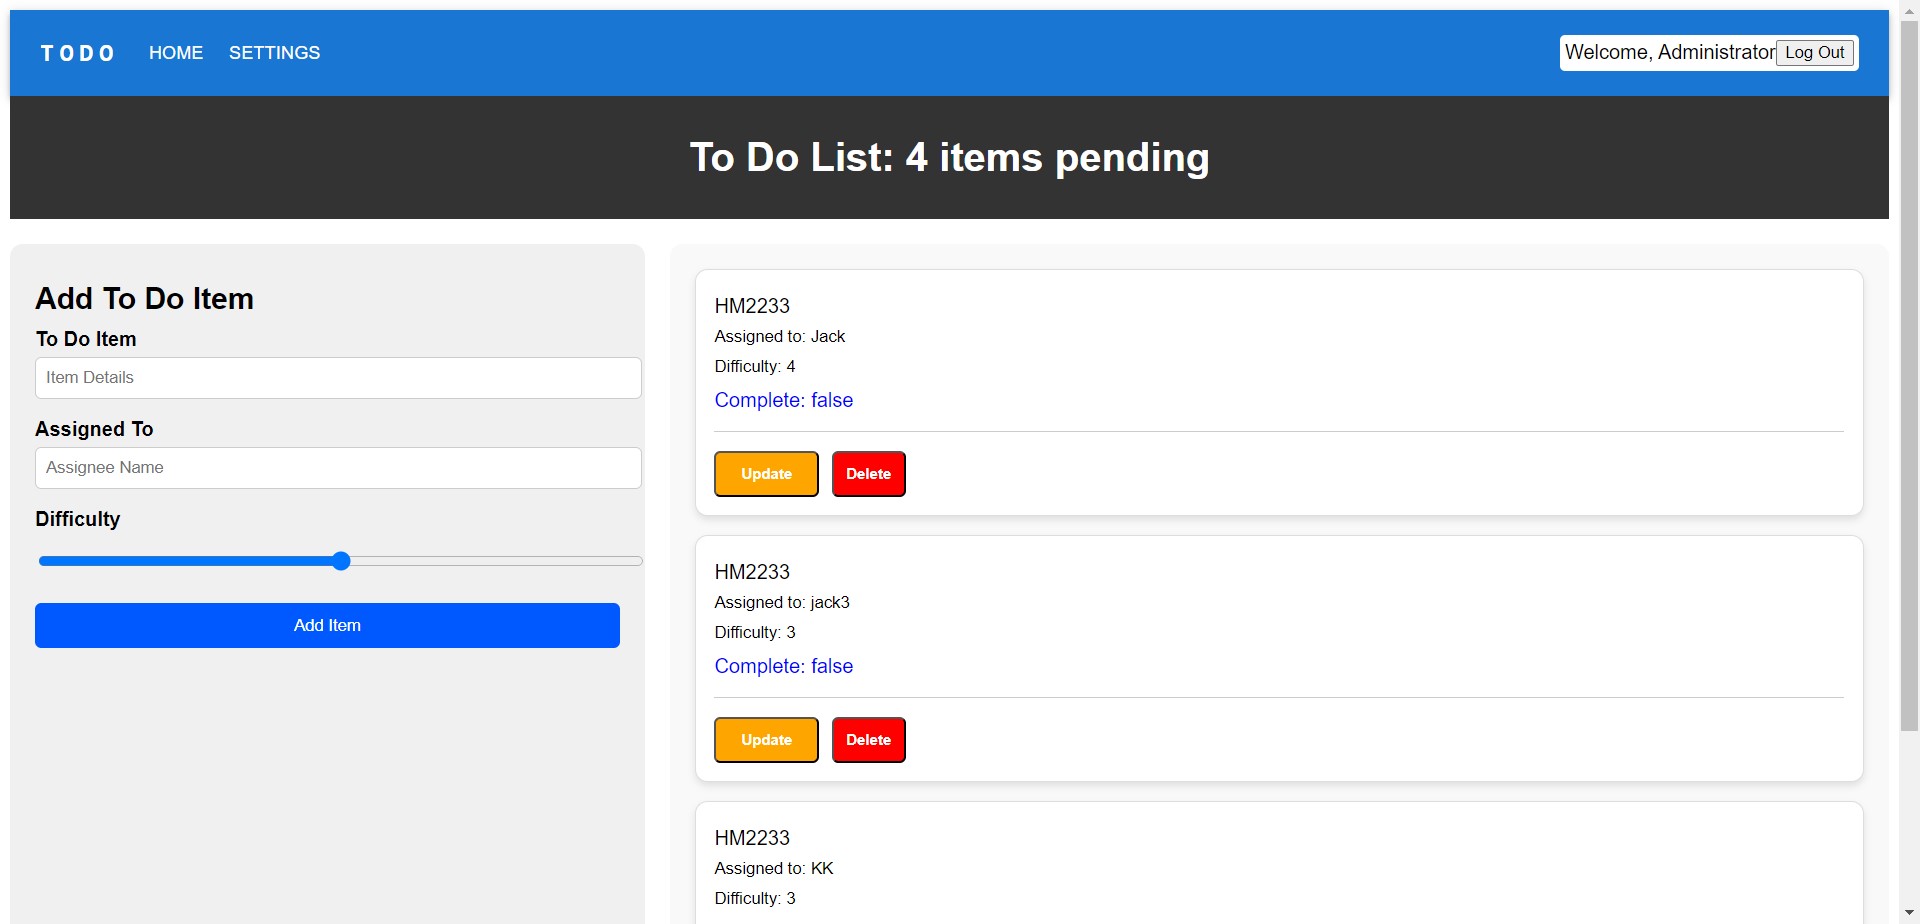 TODO HOME SETTINGS Welcome, Administrator Log Out
To Do List: 4 items pending
Add To Do Item
To Do Item
Item Details
Assigned To
Assignee Name
Difficulty
Add Item
HM2233
Assigned to: Jack
Difficulty: 4
Complete: false
Update Delete
HM2233
Assigned to: jack3
Difficulty: 3
Complete: false
Update Delete
HM2233
Assigned to: KK
Difficulty: 3